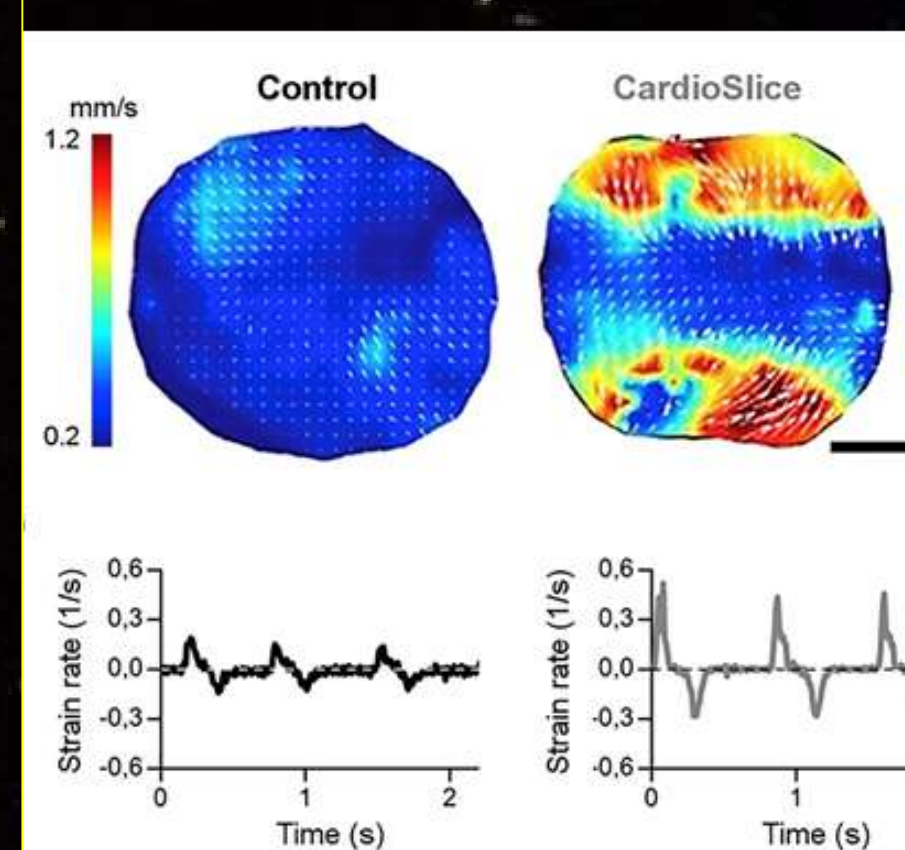 Control
CardioSlice
mm/s
1.2
0.2
Strain rate (1/s)
0,6
0,3
0.0
-0,3
-0.6
0
1
2
Time (s)
Strain rate (1/s)
0,6
0,3
0.0
-0,3
-0.6
0
1
Time (s)